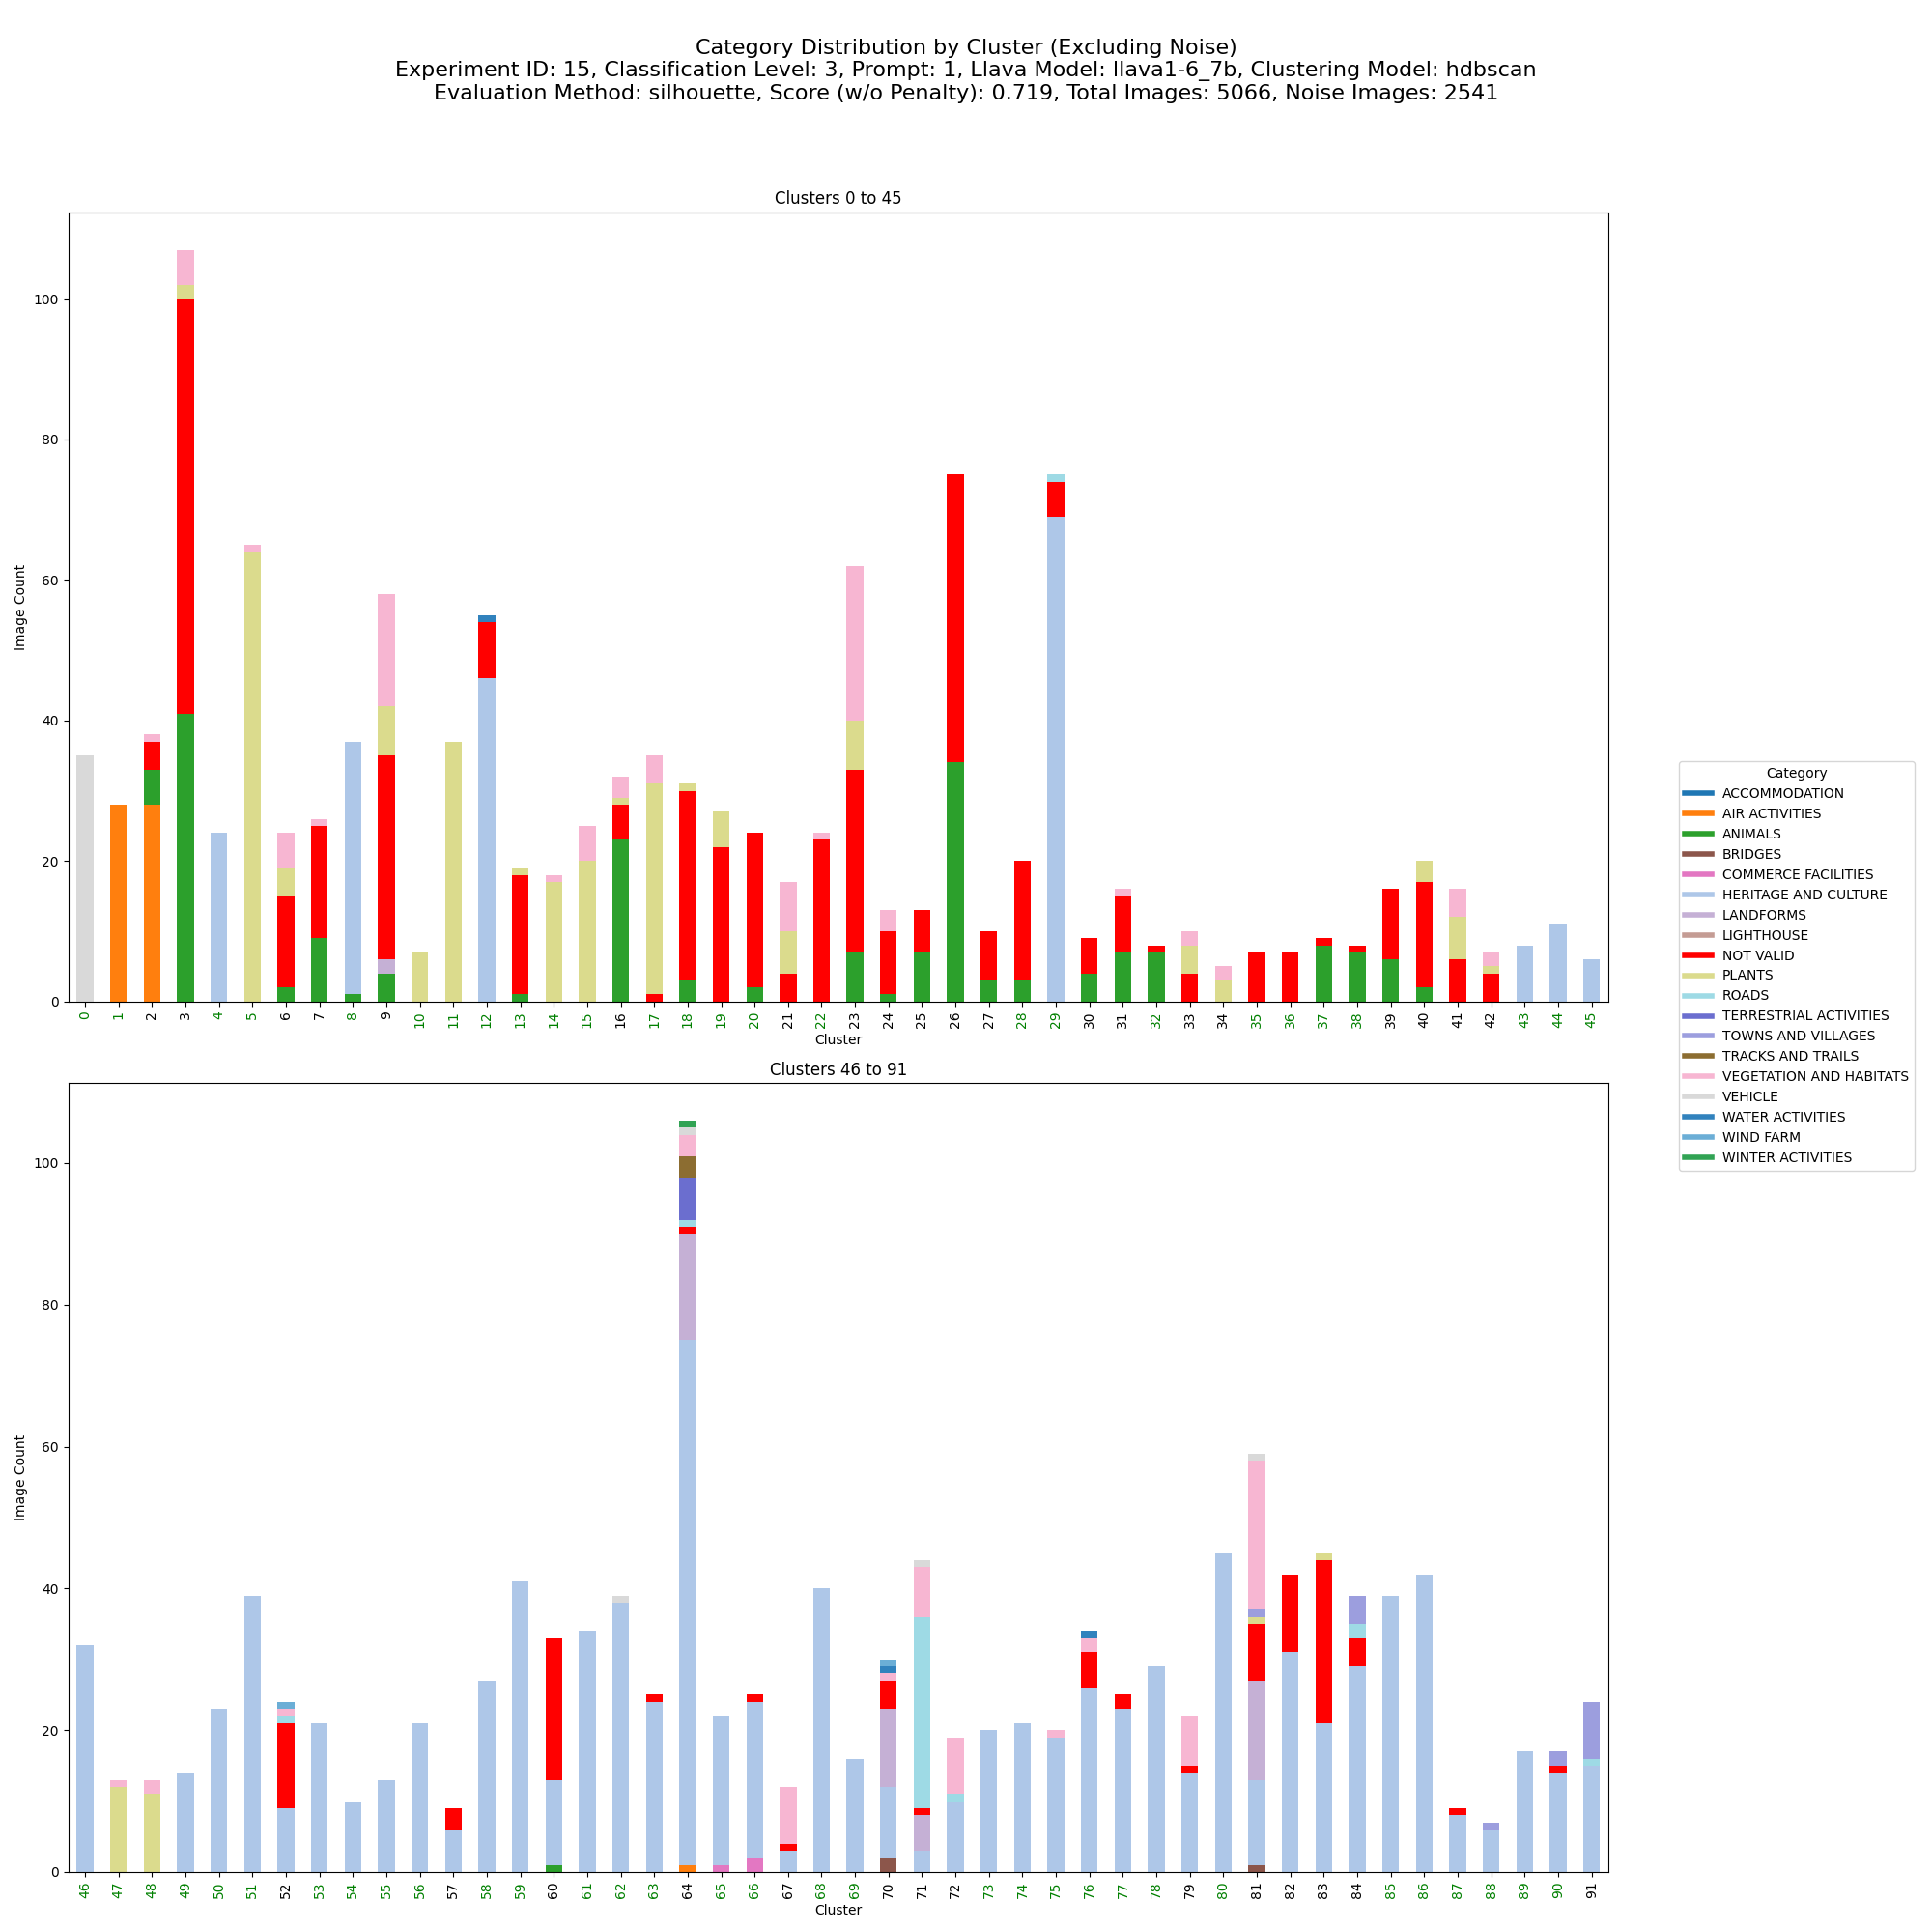 Category Distribution by Cluster (Excluding Noise)
Experiment ID: 15, Classification Level: 3, Prompt: 1, Llava Model: llava1-6_7b, Clustering Model: hdbscan
Evaluation Method: silhouette, Score (w/o Penalty): 0.719, Total Images: 5066, Noise Images: 2541
Clusters 0 to 45
Image Count
100
80
60
40
20
0
0 1 2 3 4 5 6 7 8 9 10 11 12 13 14 15 16 17 18 19 20 21 22 23 24 25 26 27 28 29 30 31 32 33 34 35 36 37 38 39 40 41 42 43 44 45
Cluster
Category
ACCOMMODATION
AIR ACTIVITIES
ANIMALS
BRIDGES
COMMERCE FACILITIES
HERITAGE AND CULTURE
LANDFORMS
LIGHTHOUSE
NOT VALID
PLANTS
ROADS
TERRESTRIAL ACTIVITIES
TOWNS AND VILLAGES
TRACKS AND TRAILS
VEGETATION AND HABITATS
VEHICLE
WATER ACTIVITIES
WIND FARM
WINTER ACTIVITIES
Clusters 46 to 91
Image Count
100
80
60
40
20
0
46 47 48 49 50 51 52 53 54 55 56 57 58 59 60 61 62 63 64 65 66 67 68 69 70 71 72 73 74 75 76 77 78 79 80 81 82 83 84 85 86 87 88 89 90 91
Cluster